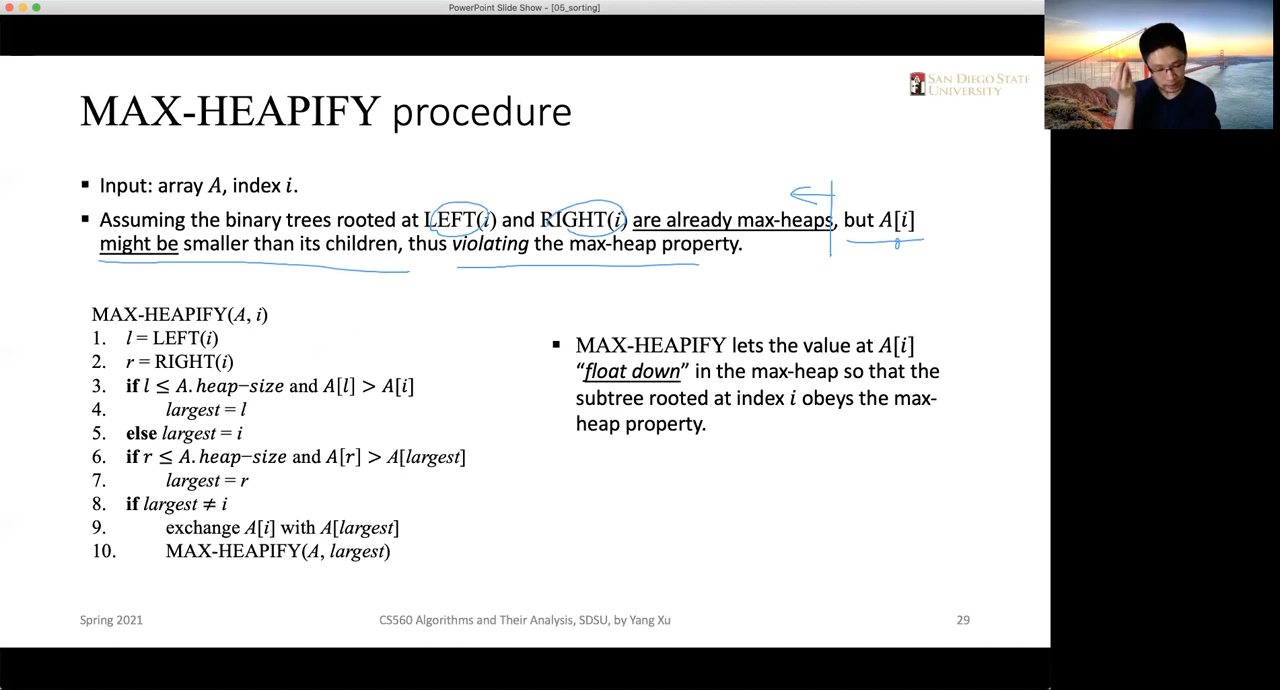 PowerPoint Slide Show - [05_sorting]
SAN DIEGO STATE
UNIVERSITY
MAX-HEAPIFY procedure
▪ Input: array A, index i.
▪ Assuming the binary trees rooted at LEFT(i) and RIGHT(i) are already max-heaps, but A[i]
might be smaller than its children, thus violating the max-heap property.
MAX-HEAPIFY(A, i)
1. l = LEFT(i)
2. r = RIGHT(i)
3. if l ≤ A.heap−size and A[l] > A[i]
4. largest = l
5. else largest = i
6. if r ≤ A.heap−size and A[r] > A[largest]
7. largest = r
8. if largest ≠ i
9. exchange A[i] with A[largest]
10. MAX-HEAPIFY(A, largest)
▪ MAX-HEAPIFY lets the value at A[i]
“float down” in the max-heap so that the
subtree rooted at index i obeys the max-
heap property.
Spring 2021
CS560 Algorithms and Their Analysis, SDSU, by Yang Xu
29